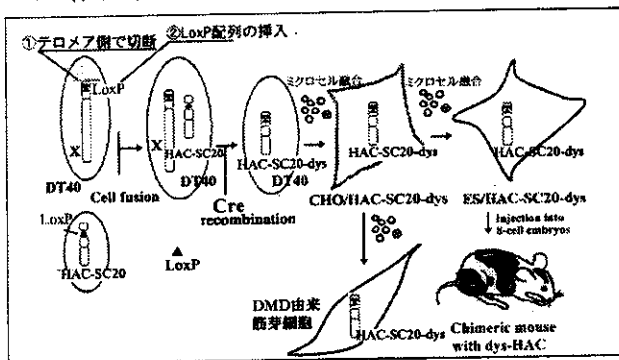 ①テロメア側で切断
②LoxP配列の挿入
LoxP
X
DT40
LoxP
HAC-SC20
Cell fusion
X
HAC-SC20
DT40
Cre
recombination
▲
LoxP
HAC-SC20-dys
DT40
ミクロセル融合
HAC-SC20-dys
CHO/HAC-SC20-dys
ミクロセル融合
HAC-SC20-dys
ES/HAC-SC20-dys
Injection into
8-cell embryos
DMD由来
筋芽細胞
HAC-SC20-dys
Chimeric mouse
with dys-HAC